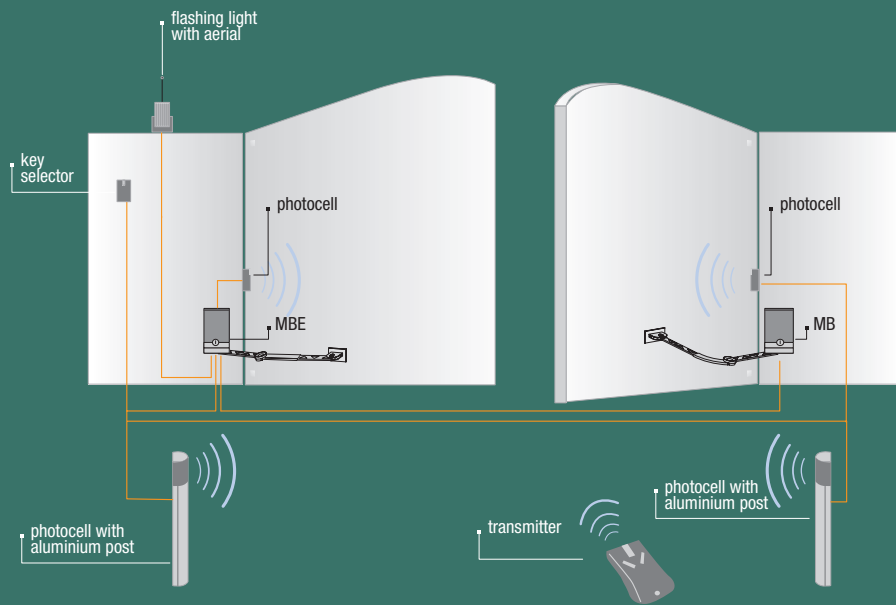 flashing light
with aerial
key
selector
photocell
photocell
MBE
MB
photocell with
aluminium post
transmitter
photocell with
aluminium post